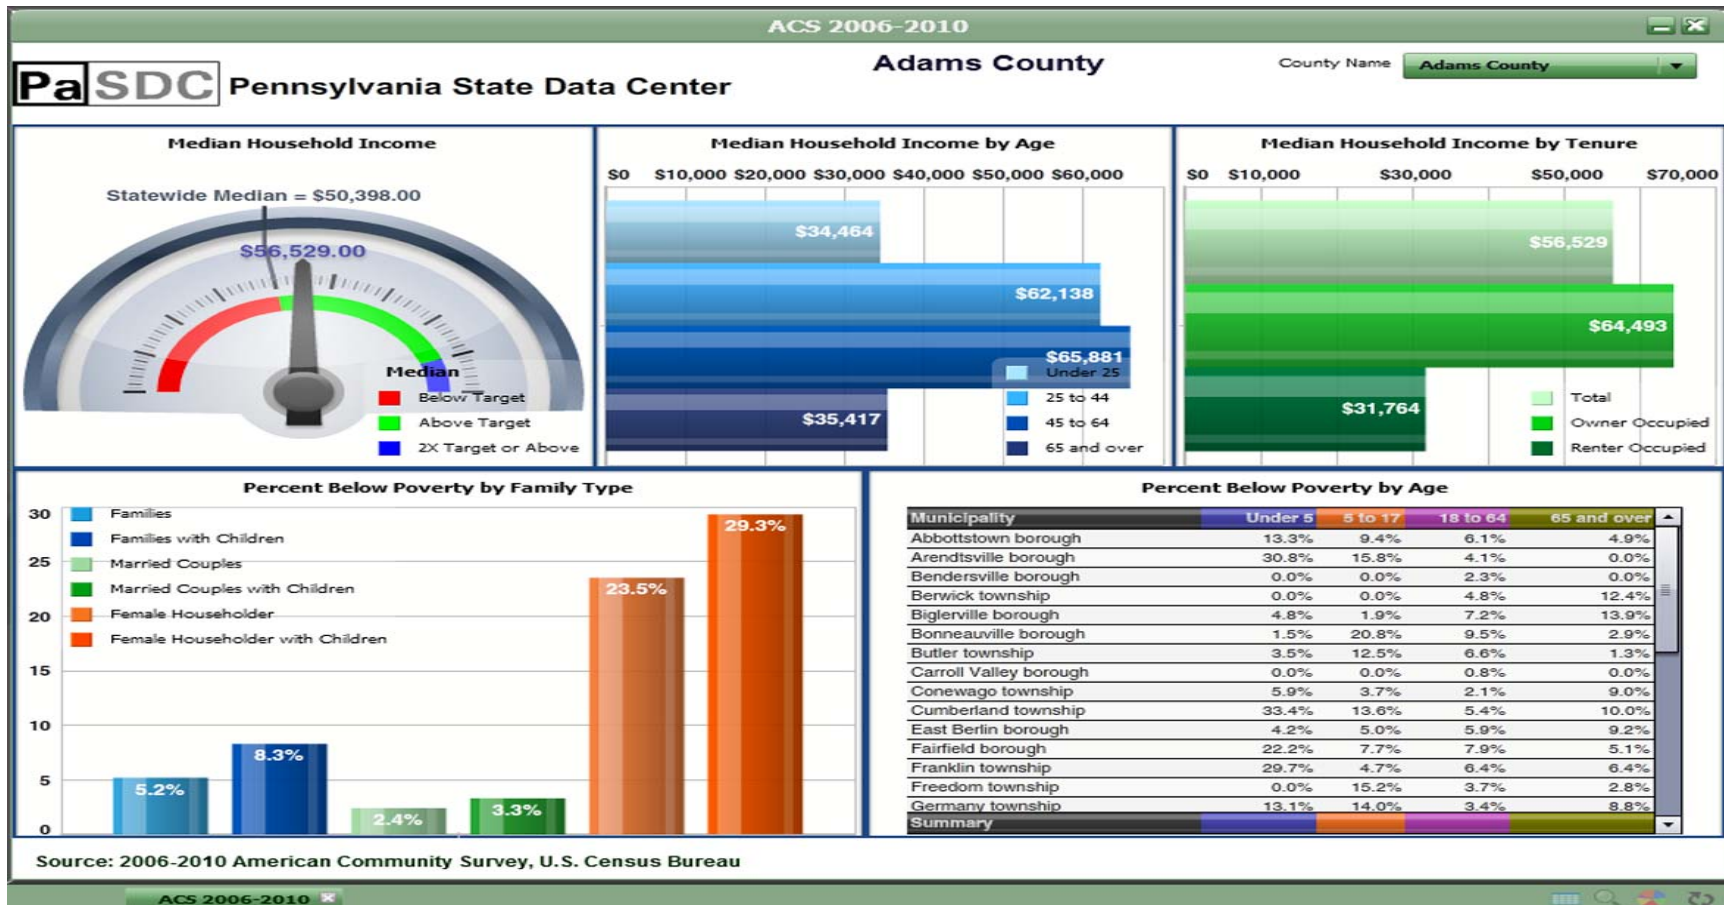 ACS 2006-2010
PaSDC Pennsylvania State Data Center
Adams County
County Name Adams County
Median Household Income
Statewide Median = $50,398.00
$56,529.00
Median
Below Target
Above Target
2X Target or Above
Median Household Income by Age
$0 $10,000 $20,000 $30,000 $40,000 $50,000 $60,000
$34,464
$62,138
$65,881
$35,417
Under 25
25 to 44
45 to 64
65 and over
Median Household Income by Tenure
$0 $10,000 $30,000 $50,000 $70,000
$56,529
$64,493
$31,764
Total
Owner Occupied
Renter Occupied
Percent Below Poverty by Family Type
30
25
20
15
10
5
0
Families
Families with Children
Married Couples
Married Couples with Children
Female Householder
Female Householder with Children
5.2%
8.3%
2.4%
3.3%
23.5%
29.3%
Percent Below Poverty by Age
Municipality Under 5 5 to 17 18 to 64 65 and over
Abbottstown borough 13.3% 9.4% 6.1% 4.9%
Arendtsville borough 30.8% 15.8% 4.1% 0.0%
Bendersville borough 0.0% 0.0% 2.3% 0.0%
Berwick township 0.0% 0.0% 4.8% 12.4%
Biglerville borough 4.8% 1.9% 7.2% 13.9%
Bonneauville borough 1.5% 20.8% 9.5% 2.9%
Butler township 3.5% 12.5% 6.6% 1.3%
Carroll Valley borough 0.0% 0.0% 0.8% 0.0%
Conewago township 5.9% 3.7% 2.1% 9.0%
Cumberland township 33.4% 13.6% 5.4% 10.0%
East Berlin borough 4.2% 5.0% 5.9% 9.2%
Fairfield borough 22.2% 7.7% 7.9% 5.1%
Franklin township 29.7% 4.7% 6.4% 6.4%
Freedom township 0.0% 15.2% 3.7% 2.8%
Germany township 13.1% 14.0% 3.4% 8.8%
Summary
Source: 2006-2010 American Community Survey, U.S. Census Bureau
ACS 2006-2010